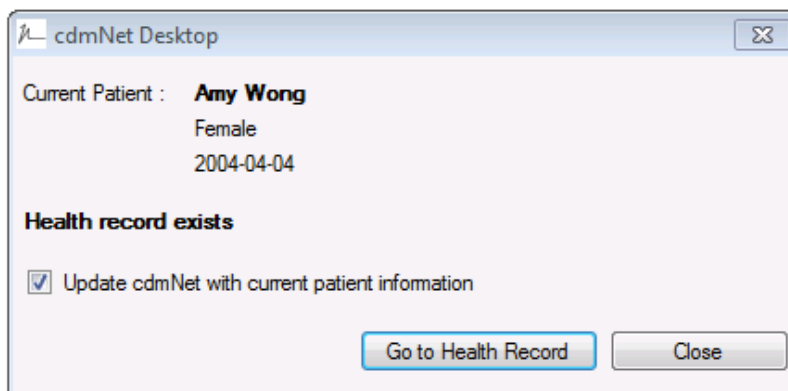 cdmNet Desktop
Current Patient : Amy Wong
Female
2004-04-04
Health record exists
Update cdmNet with current patient information
Go to Health Record Close